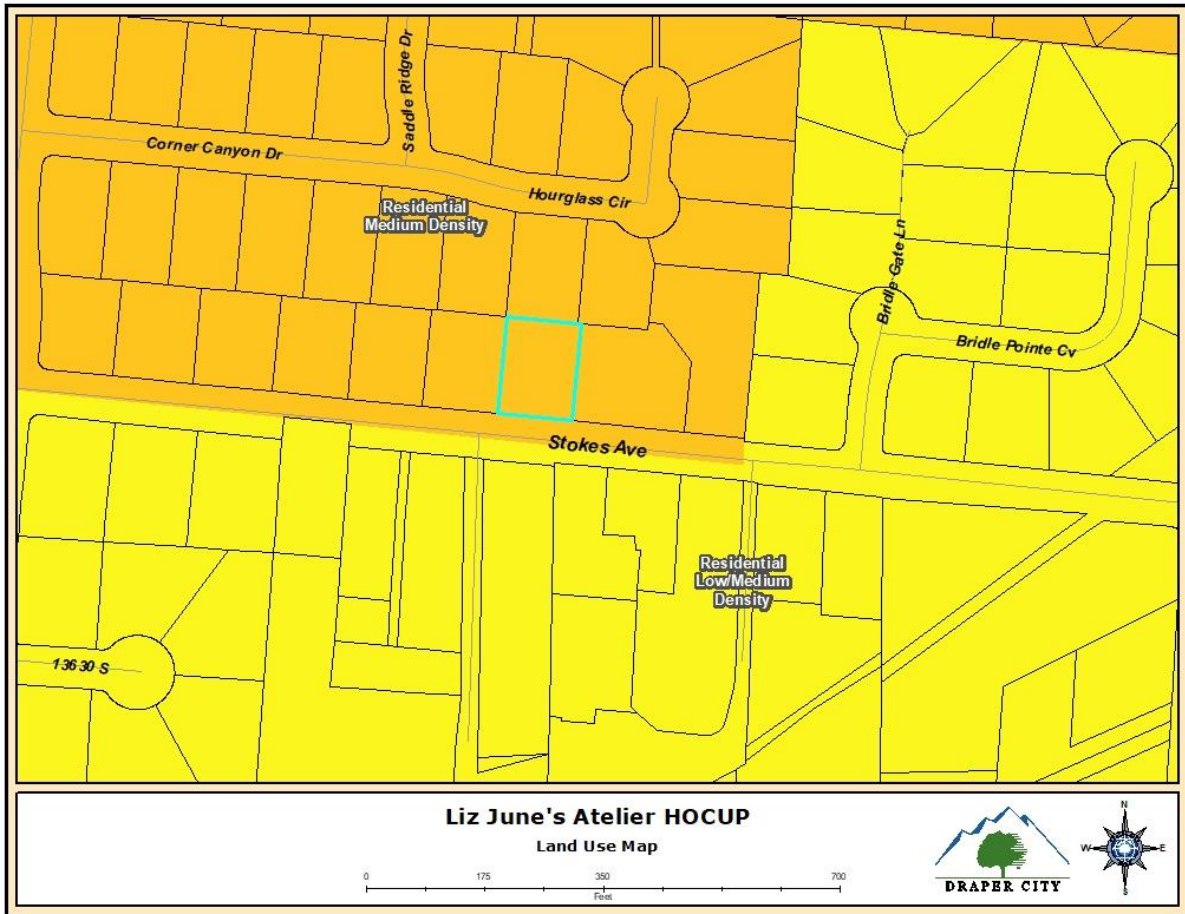 Saddle Ridge Dr
Corner Canyon Dr
Hourglass Cir
Residential
Medium Density
Bridle Gate Ln
Bridle Pointe Cv
Stokes Ave
Residential
Low/Medium
Density
13630 S
Liz June's Atelier HOCUP
Land Use Map
0 175 350 700
Feet
DRAPER CITY
N
W E
S